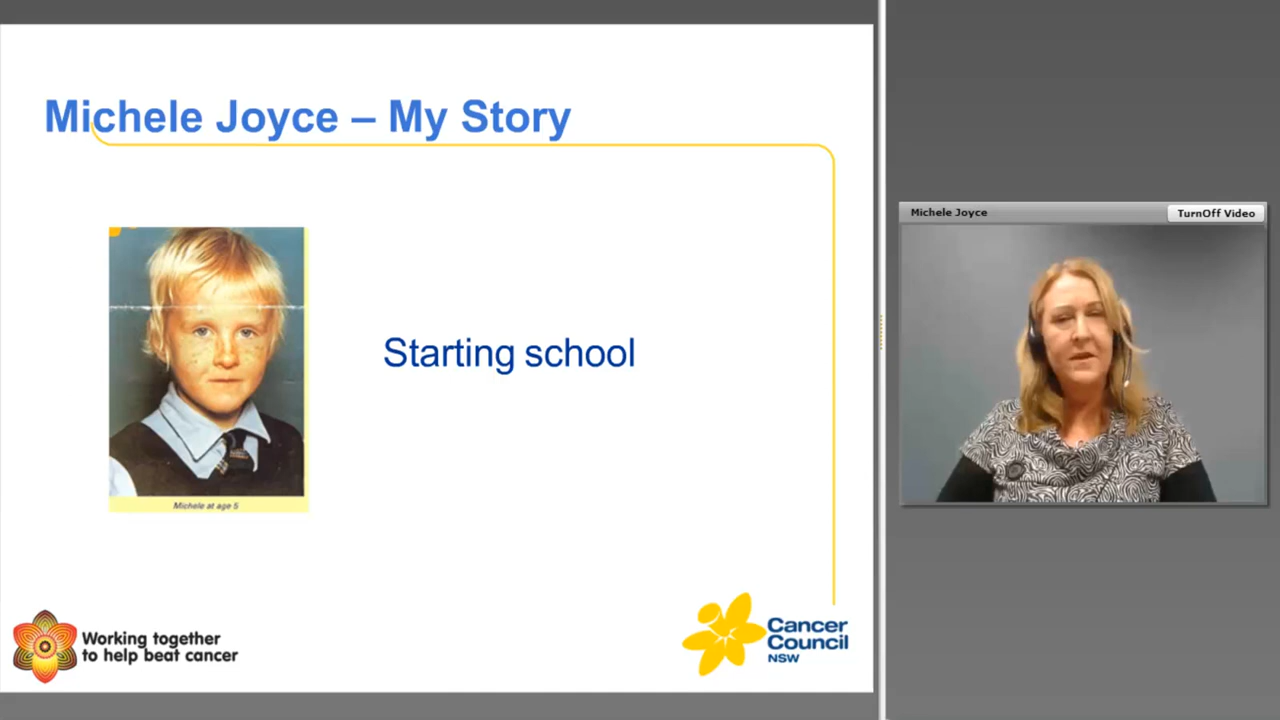 Michele Joyce – My Story
Starting school
Michele at age 5
Working together
to help beat cancer
Cancer
Council
NSW
Michele Joyce
TurnOff Video